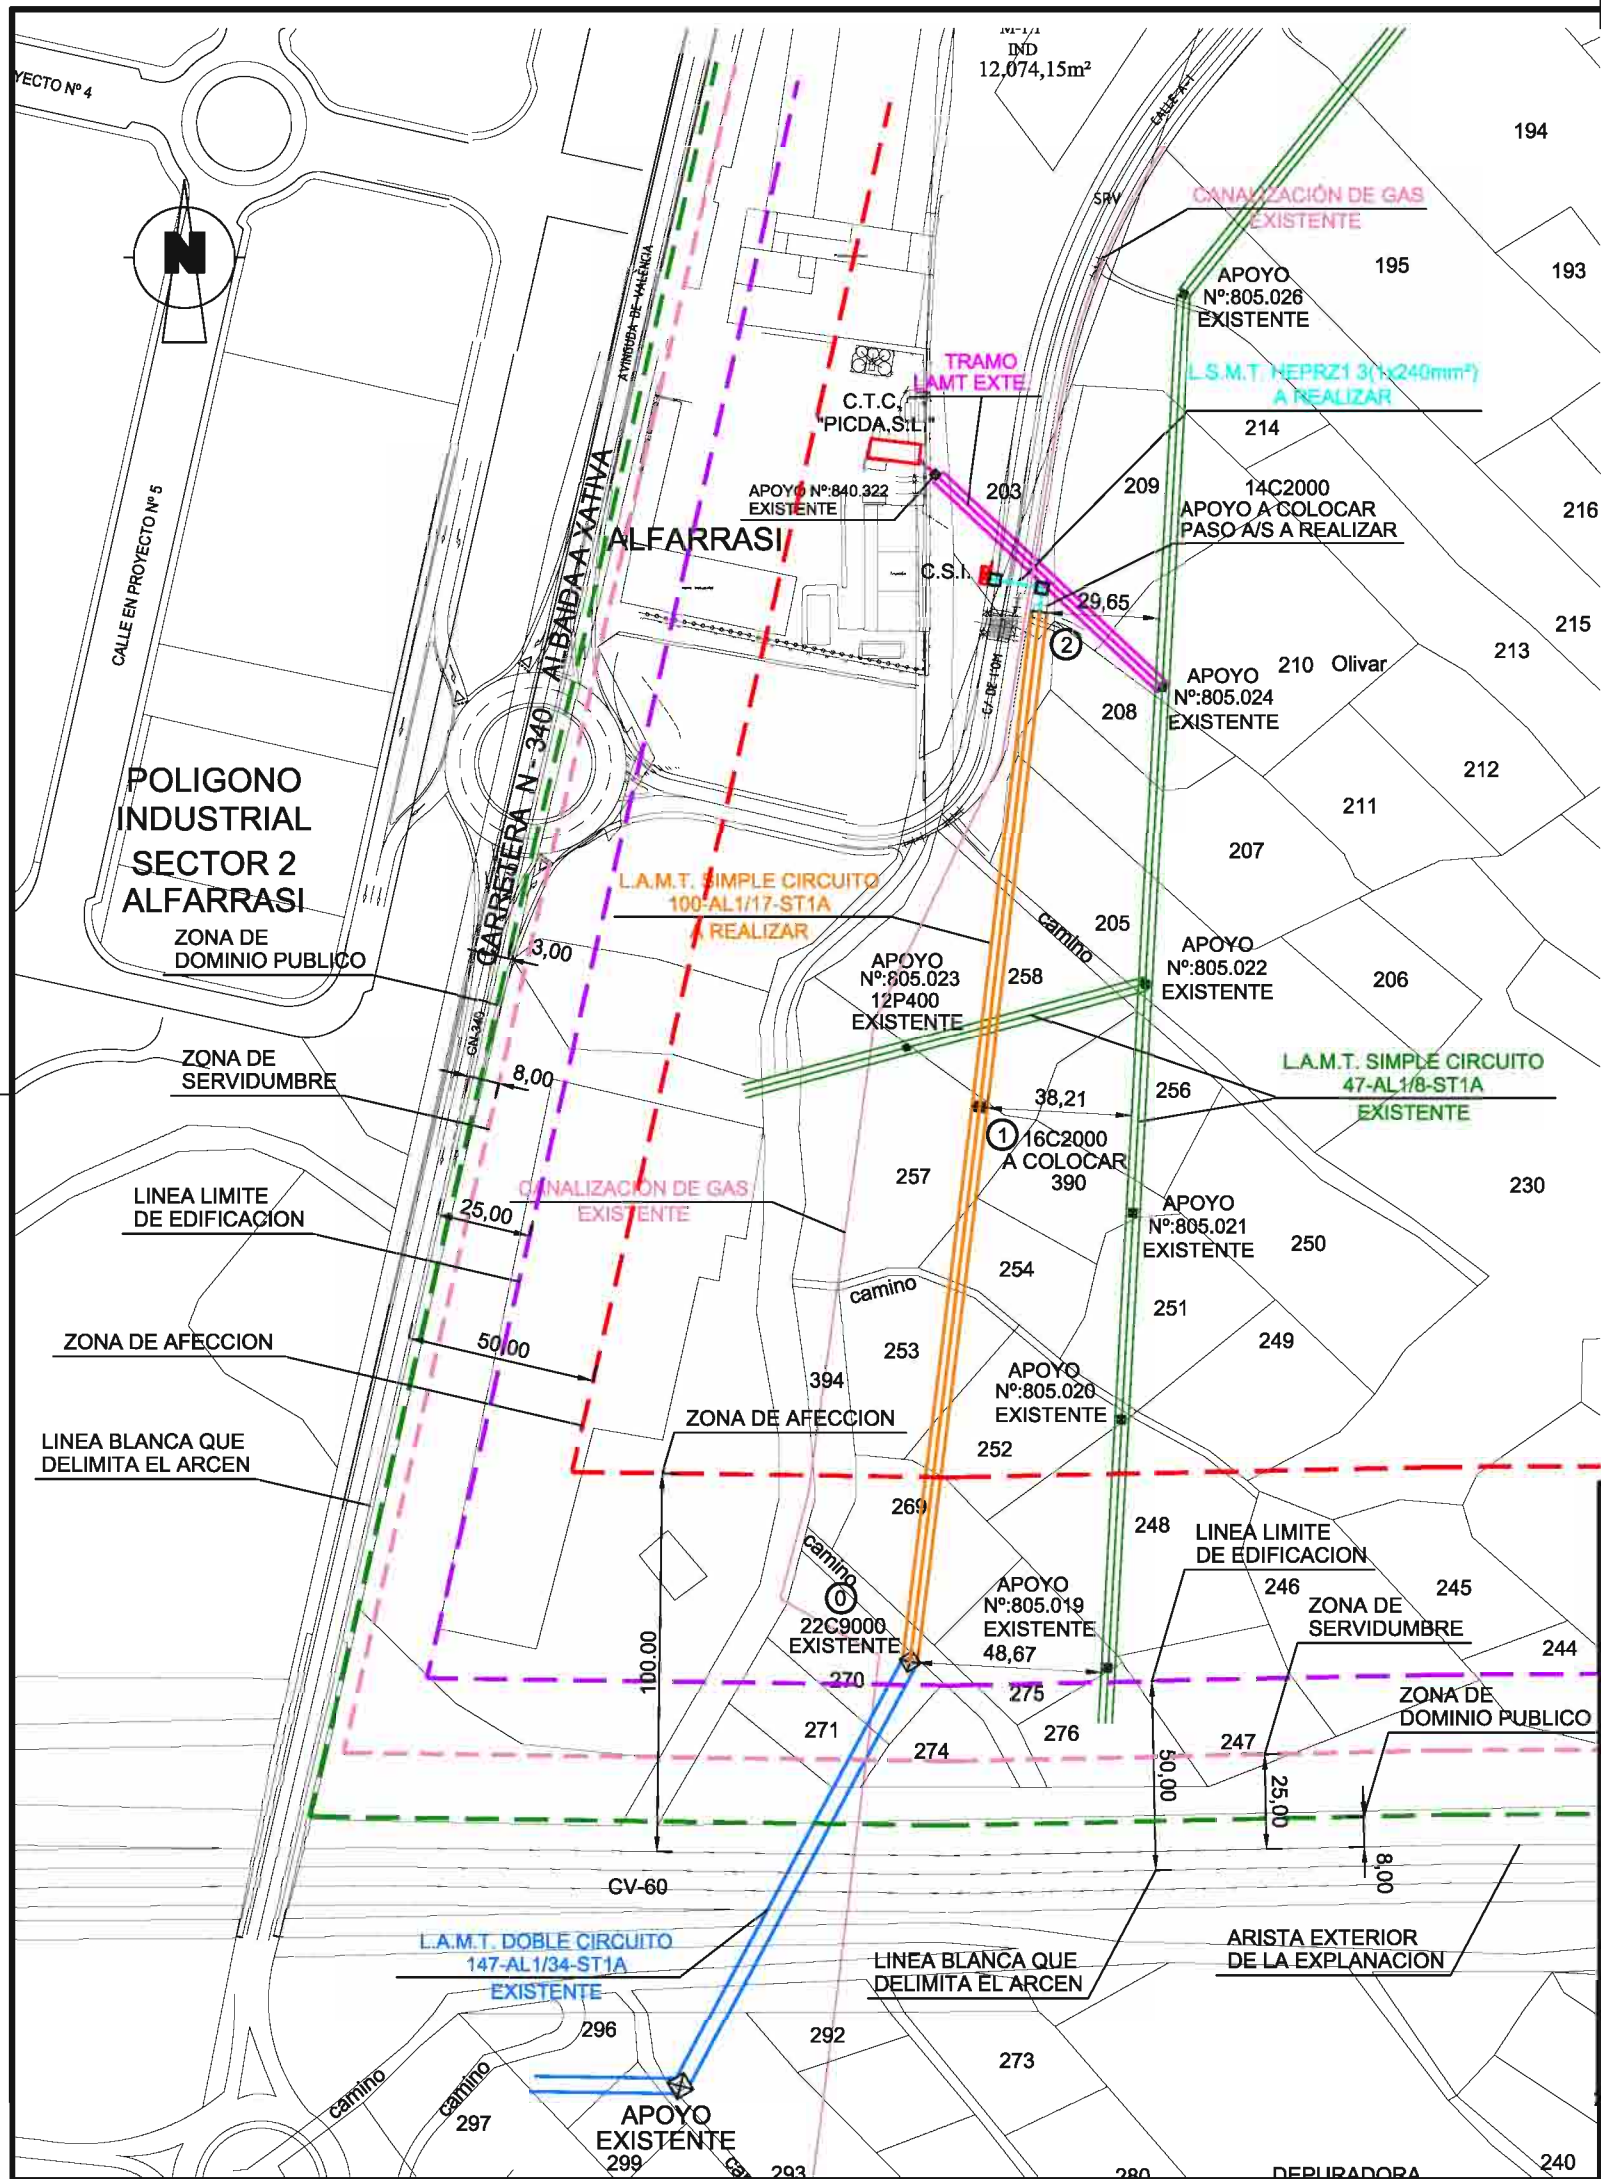 IND
12.074,15m²
YECTO Nº 4
CALLE A-1
194
SRV
CANALIZACIÓN DE GAS
EXISTENTE
195
193
APOYO
Nº:805.026
EXISTENTE
N
AVINGUDA DE VALÈNCIA
TRAMO
LAMT EXTE.
L.S.M.T. HEPRZ1 3(1x240mm²)
A REALIZAR
C.T.C.
"PICDA,S.L."
214
203
209
14C2000
APOYO A COLOCAR
PASO A/S A REALIZAR
216
APOYO Nº:840.322
EXISTENTE
ALFARRASI
C.S.I.
29,65
2
215
213
210 Olivar
APOYO
Nº:805.024
EXISTENTE
208
C/ DE L'OM
CALLE EN PROYECTO Nº 5
CARRETERA N - 340 ALBAIDA A XATIVA
212
211
207
POLIGONO
INDUSTRIAL
SECTOR 2
ALFARRASI
L.A.M.T. SIMPLE CIRCUITO
100-AL1/17-ST1A
A REALIZAR
camino
205
ZONA DE
DOMINIO PUBLICO
3,00
APOYO
Nº:805.023
12P400
EXISTENTE
258
APOYO
Nº:805.022
EXISTENTE
206
CN-340
ZONA DE
SERVIDUMBRE
8,00
L.A.M.T. SIMPLE CIRCUITO
47-AL1/8-ST1A
EXISTENTE
256
38,21
1
16C2000
A COLOCAR
390
257
230
LINEA LIMITE
DE EDIFICACION
25,00
CANALIZACIÓN DE GAS
EXISTENTE
APOYO
Nº:805.021
EXISTENTE
250
254
camino
251
ZONA DE AFECCION
50,00
253
249
394
APOYO
Nº:805.020
EXISTENTE
ZONA DE AFECCION
252
LINEA BLANCA QUE
DELIMITA EL ARCEN
269
248
LINEA LIMITE
DE EDIFICACION
camino
0
22C9000
EXISTENTE
APOYO
Nº:805.019
EXISTENTE
246
245
ZONA DE
SERVIDUMBRE
48,67
244
100.00
270
275
ZONA DE
DOMINIO PUBLICO
271
274
276
247
50,00
25,00
8,00
CV-60
L.A.M.T. DOBLE CIRCUITO
147-AL1/34-ST1A
EXISTENTE
LINEA BLANCA QUE
DELIMITA EL ARCEN
ARISTA EXTERIOR
DE LA EXPLANACION
296
292
273
camino
camino
297
APOYO
EXISTENTE
299
293
280
DEPURADORA
240